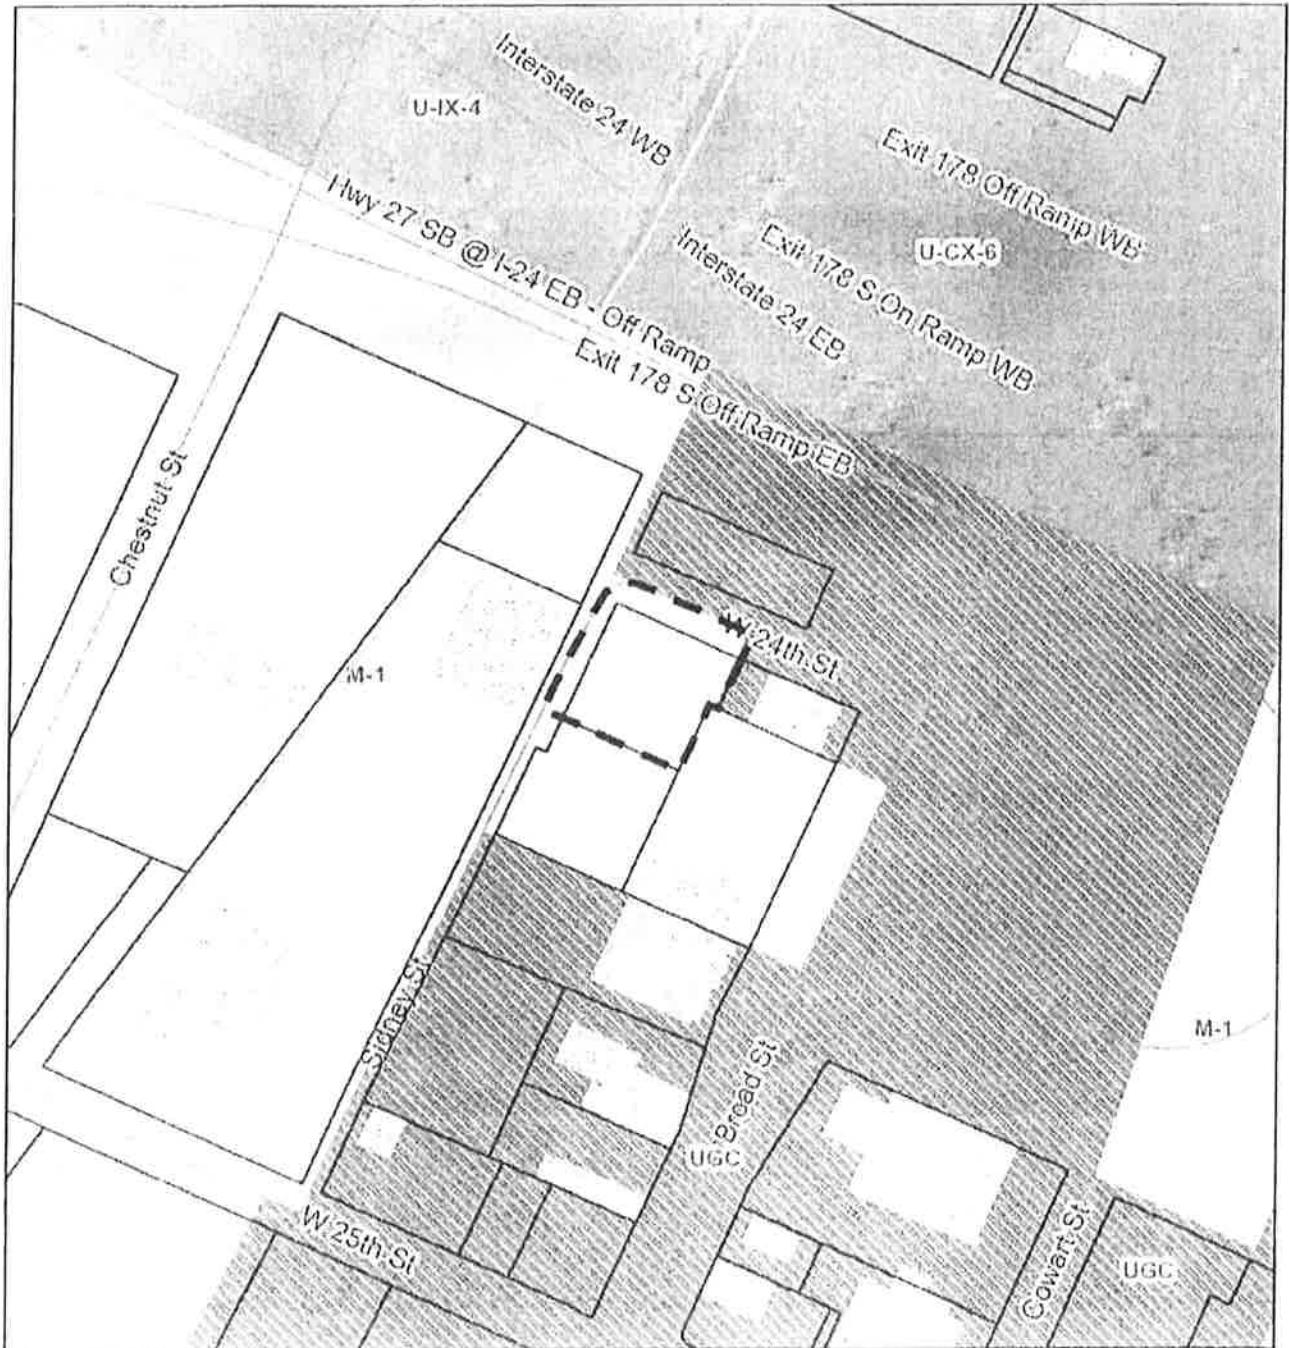 U-IX-4
Interstate 24 WB
Exit 178 Off Ramp WB
Hwy 27 SB @ I-24 EB - Off Ramp
Exit 178 S On Ramp WB
U-CX-6
Interstate 24 EB
Exit 178 S Off Ramp EB
Chestnut St
W 24th St
M-1
Sidney St
M-1
Broad St
UGC
W 25th St
Cowart St
UGC